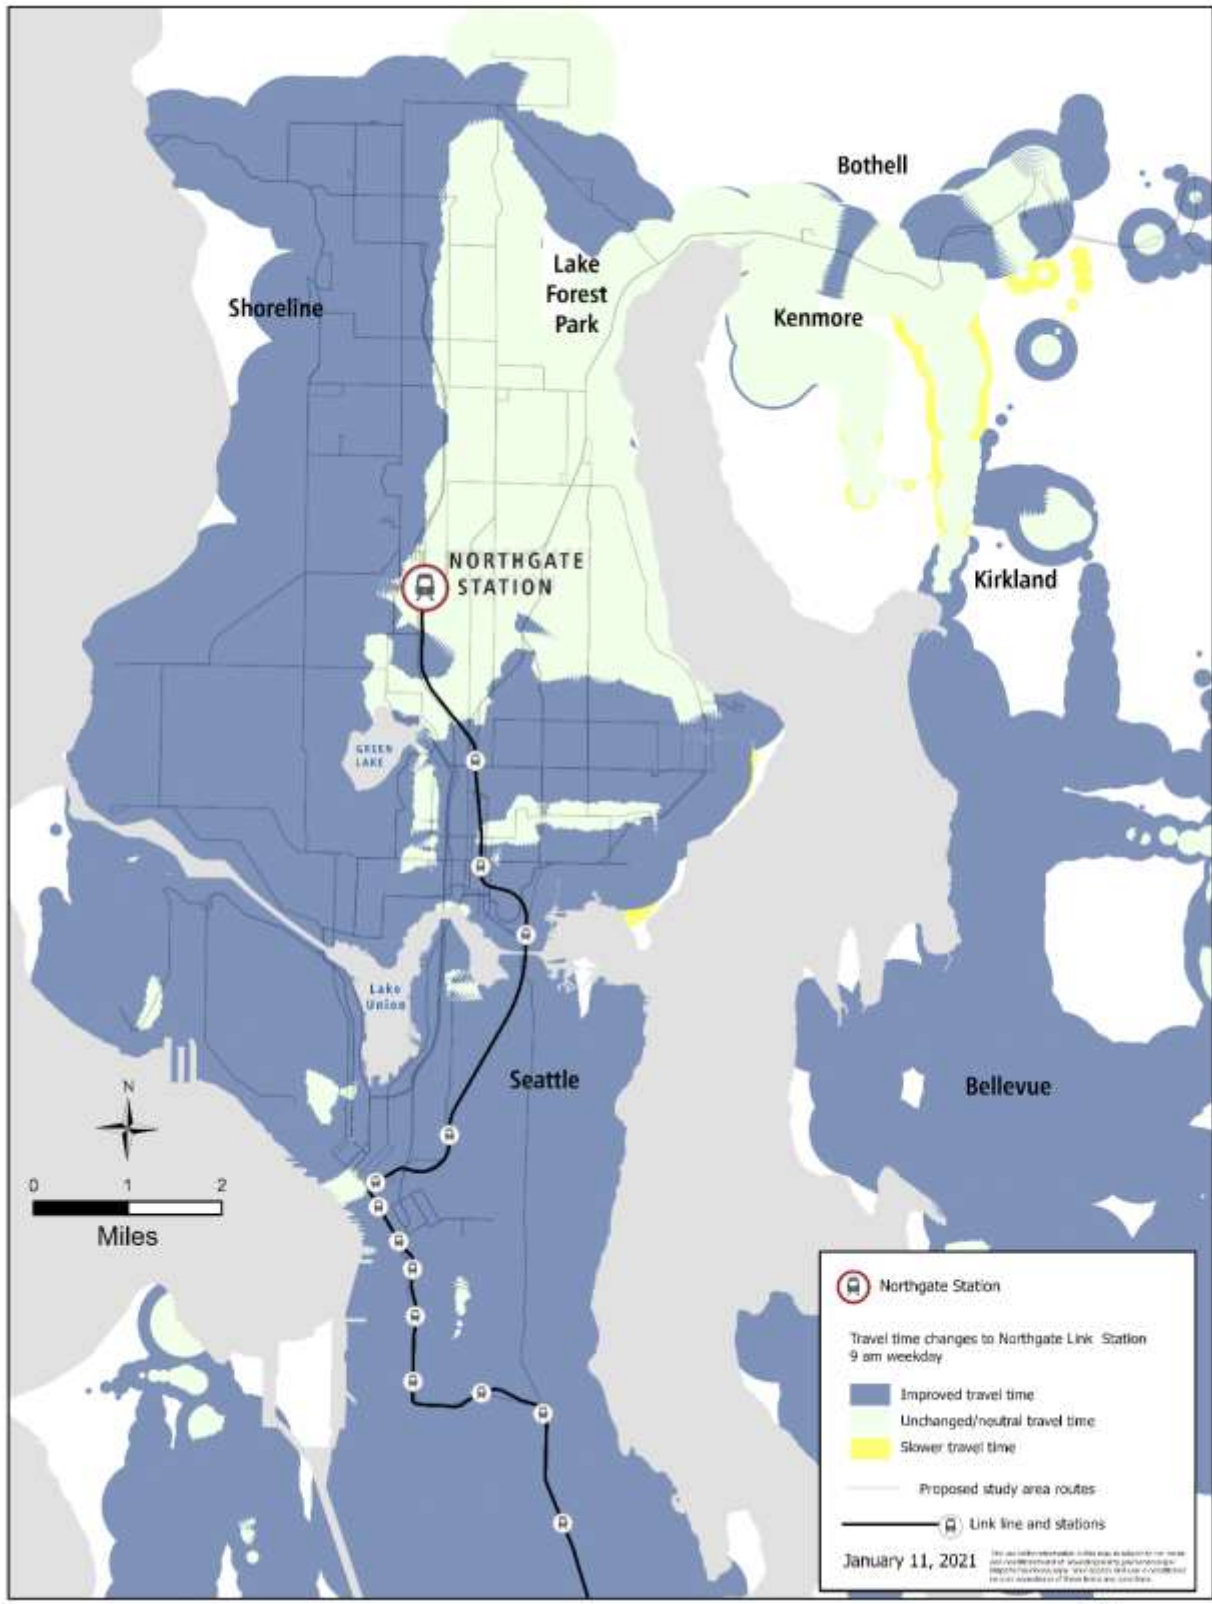 Bothell
Lake
Forest
Park
Shoreline
Kenmore
NORTHGATE
STATION
Kirkland
GREEN
LAKE
Lake
Union
Seattle
Bellevue
N
0 1 2
Miles
Northgate Station
Travel time changes to Northgate Link Station
9 am weekday
Improved travel time
Unchanged/neutral travel time
Slower travel time
Proposed study area routes
Link line and stations
January 11, 2021